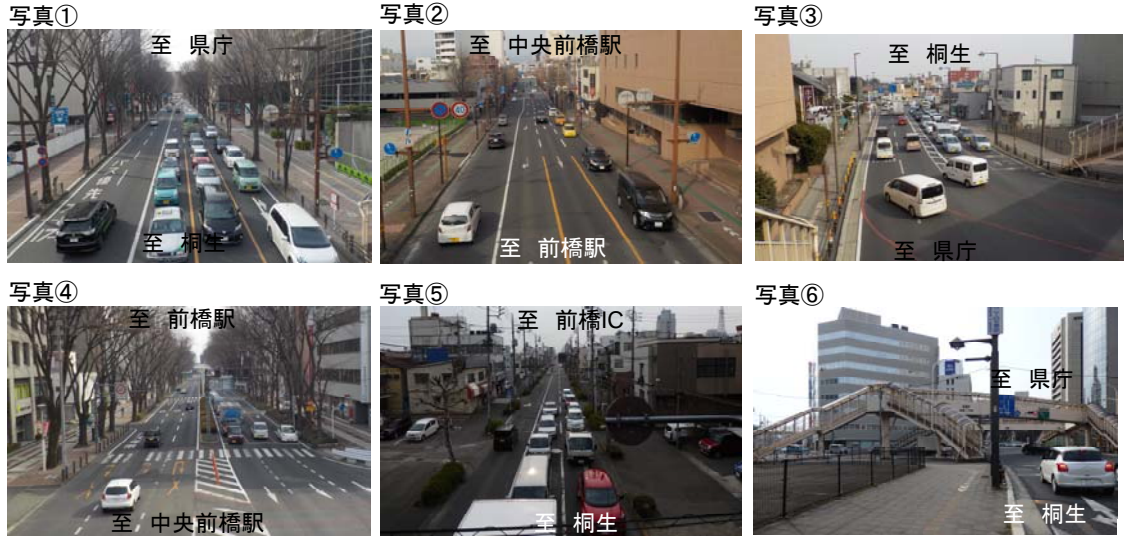 写真①
至 県庁
至 桐生
写真②
至 中央前橋駅
至 前橋駅
写真③
至 桐生
至 県庁
写真④
至 前橋駅
至 中央前橋駅
写真⑤
至 前橋IC
至 桐生
写真⑥
至 県庁
至 桐生